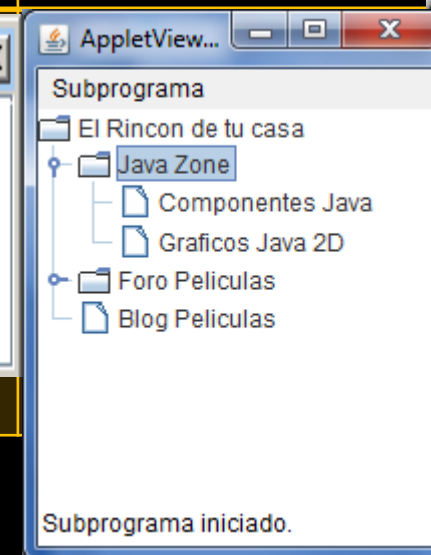 AppletView...
Subprograma
El Rincon de tu casa
Java Zone
Componentes Java
Graficos Java 2D
Foro Peliculas
Blog Peliculas
Subprograma iniciado.